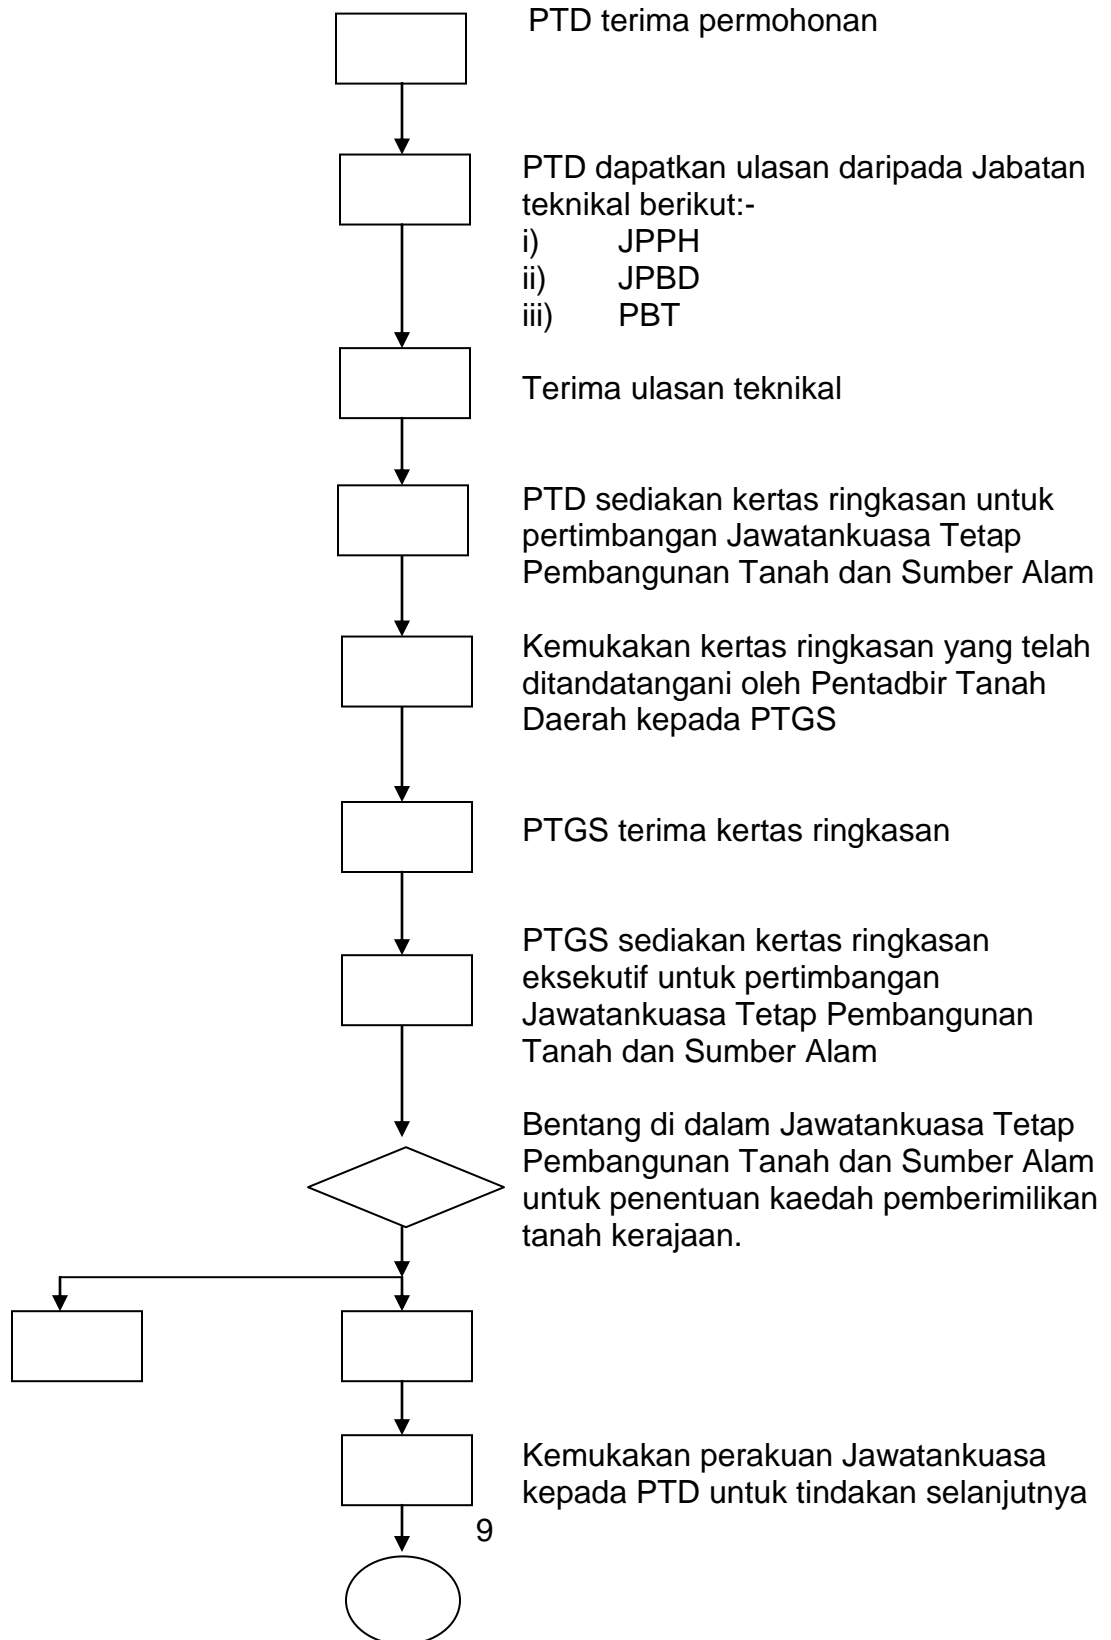 PTD terima permohonan
PTD dapatkan ulasan daripada Jabatan
teknikal berikut:-
i) JPPH
ii) JPBD
iii) PBT
Terima ulasan teknikal
PTD sediakan kertas ringkasan untuk
pertimbangan Jawatankuasa Tetap
Pembangunan Tanah dan Sumber Alam
Kemukakan kertas ringkasan yang telah
ditandatangani oleh Pentadbir Tanah
Daerah kepada PTGS
PTGS terima kertas ringkasan
PTGS sediakan kertas ringkasan
eksekutif untuk pertimbangan
Jawatankuasa Tetap Pembangunan
Tanah dan Sumber Alam
Bentang di dalam Jawatankuasa Tetap
Pembangunan Tanah dan Sumber Alam
untuk penentuan kaedah pemberimilikan
tanah kerajaan.
Kemukakan perakuan Jawatankuasa
kepada PTD untuk tindakan selanjutnya
9